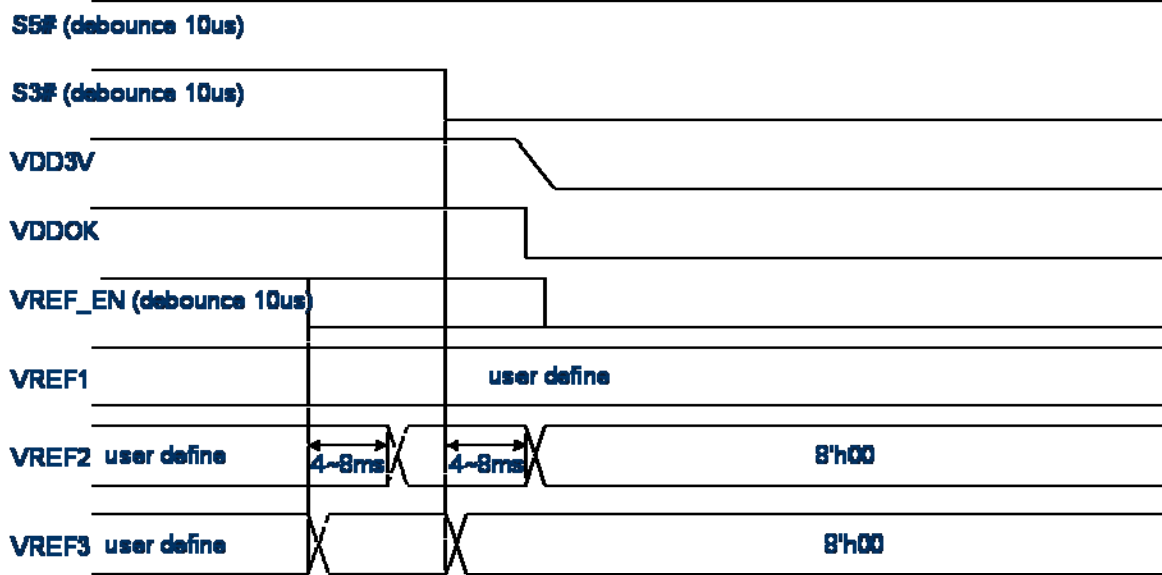 S5# (debounce 10us)
S3# (debounce 10us)
VDD3V
VDDOK
VREF_EN (debounce 10us)
VREF1 user define
VREF2 user define 4~8ms 4~8ms 8'h00
VREF3 user define 8'h00